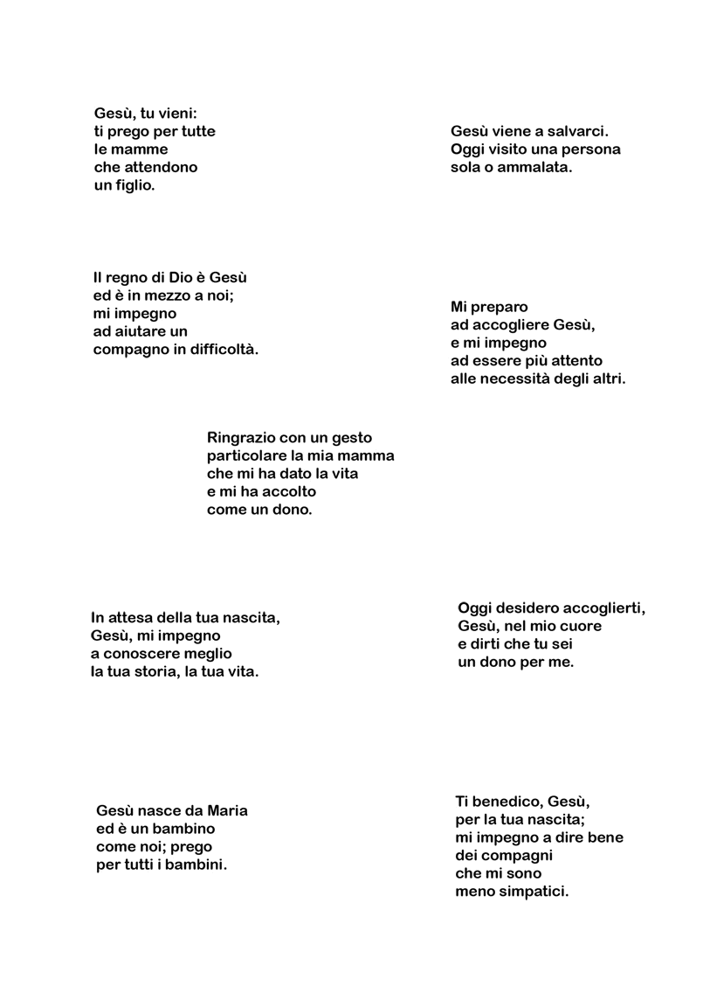 Gesù, tu vieni:
ti prego per tutte
le mamme
che attendono
un figlio.
Gesù viene a salvarci.
Oggi visito una persona
sola o ammalata.
Il regno di Dio è Gesù
ed è in mezzo a noi;
mi impegno
ad aiutare un
compagno in difficoltà.
Mi preparo
ad accogliere Gesù,
e mi impegno
ad essere più attento
alle necessità degli altri.
Ringrazio con un gesto
particolare la mia mamma
che mi ha dato la vita
e mi ha accolto
come un dono.
In attesa della tua nascita,
Gesù, mi impegno
a conoscere meglio
la tua storia, la tua vita.
Oggi desidero accoglierti,
Gesù, nel mio cuore
e dirti che tu sei
un dono per me.
Gesù nasce da Maria
ed è un bambino
come noi; prego
per tutti i bambini.
Ti benedico, Gesù,
per la tua nascita;
mi impegno a dire bene
dei compagni
che mi sono
meno simpatici.